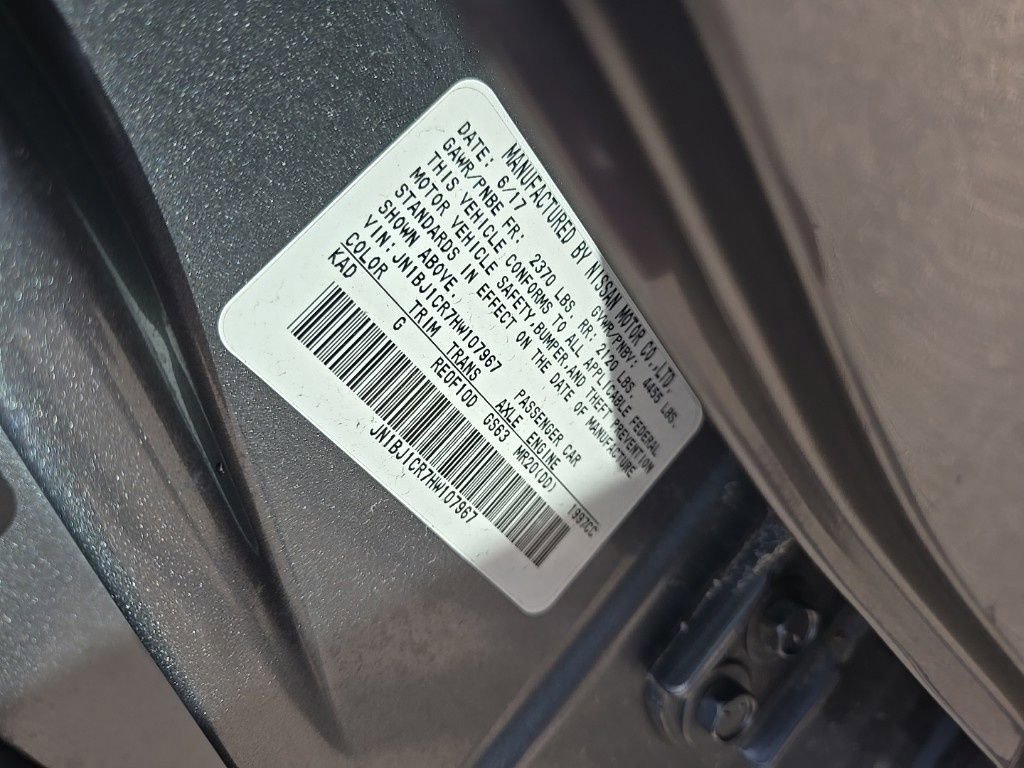 MANUFACTURED BY NISSAN MOTOR CO.,LTD.
DATE: 6/17 GVWR/PNBV: 4455 LBS.
GAWR/PNBE FR: 2370 LBS. RR: 2120 LBS.
THIS VEHICLE CONFORMS TO ALL APPLICABLE FEDERAL
MOTOR VEHICLE SAFETY,BUMPER,AND THEFT PREVENTION
STANDARDS IN EFFECT ON THE DATE OF MANUFACTURE
SHOWN ABOVE.
VIN: JN1BJ1CR7HW107967 PASSENGER CAR
COLOR TRIM TRANS AXLE ENGINE
KAD G RE0F10D GS63 MR20(DD) 1997CC
JN1BJ1CR7HW107967